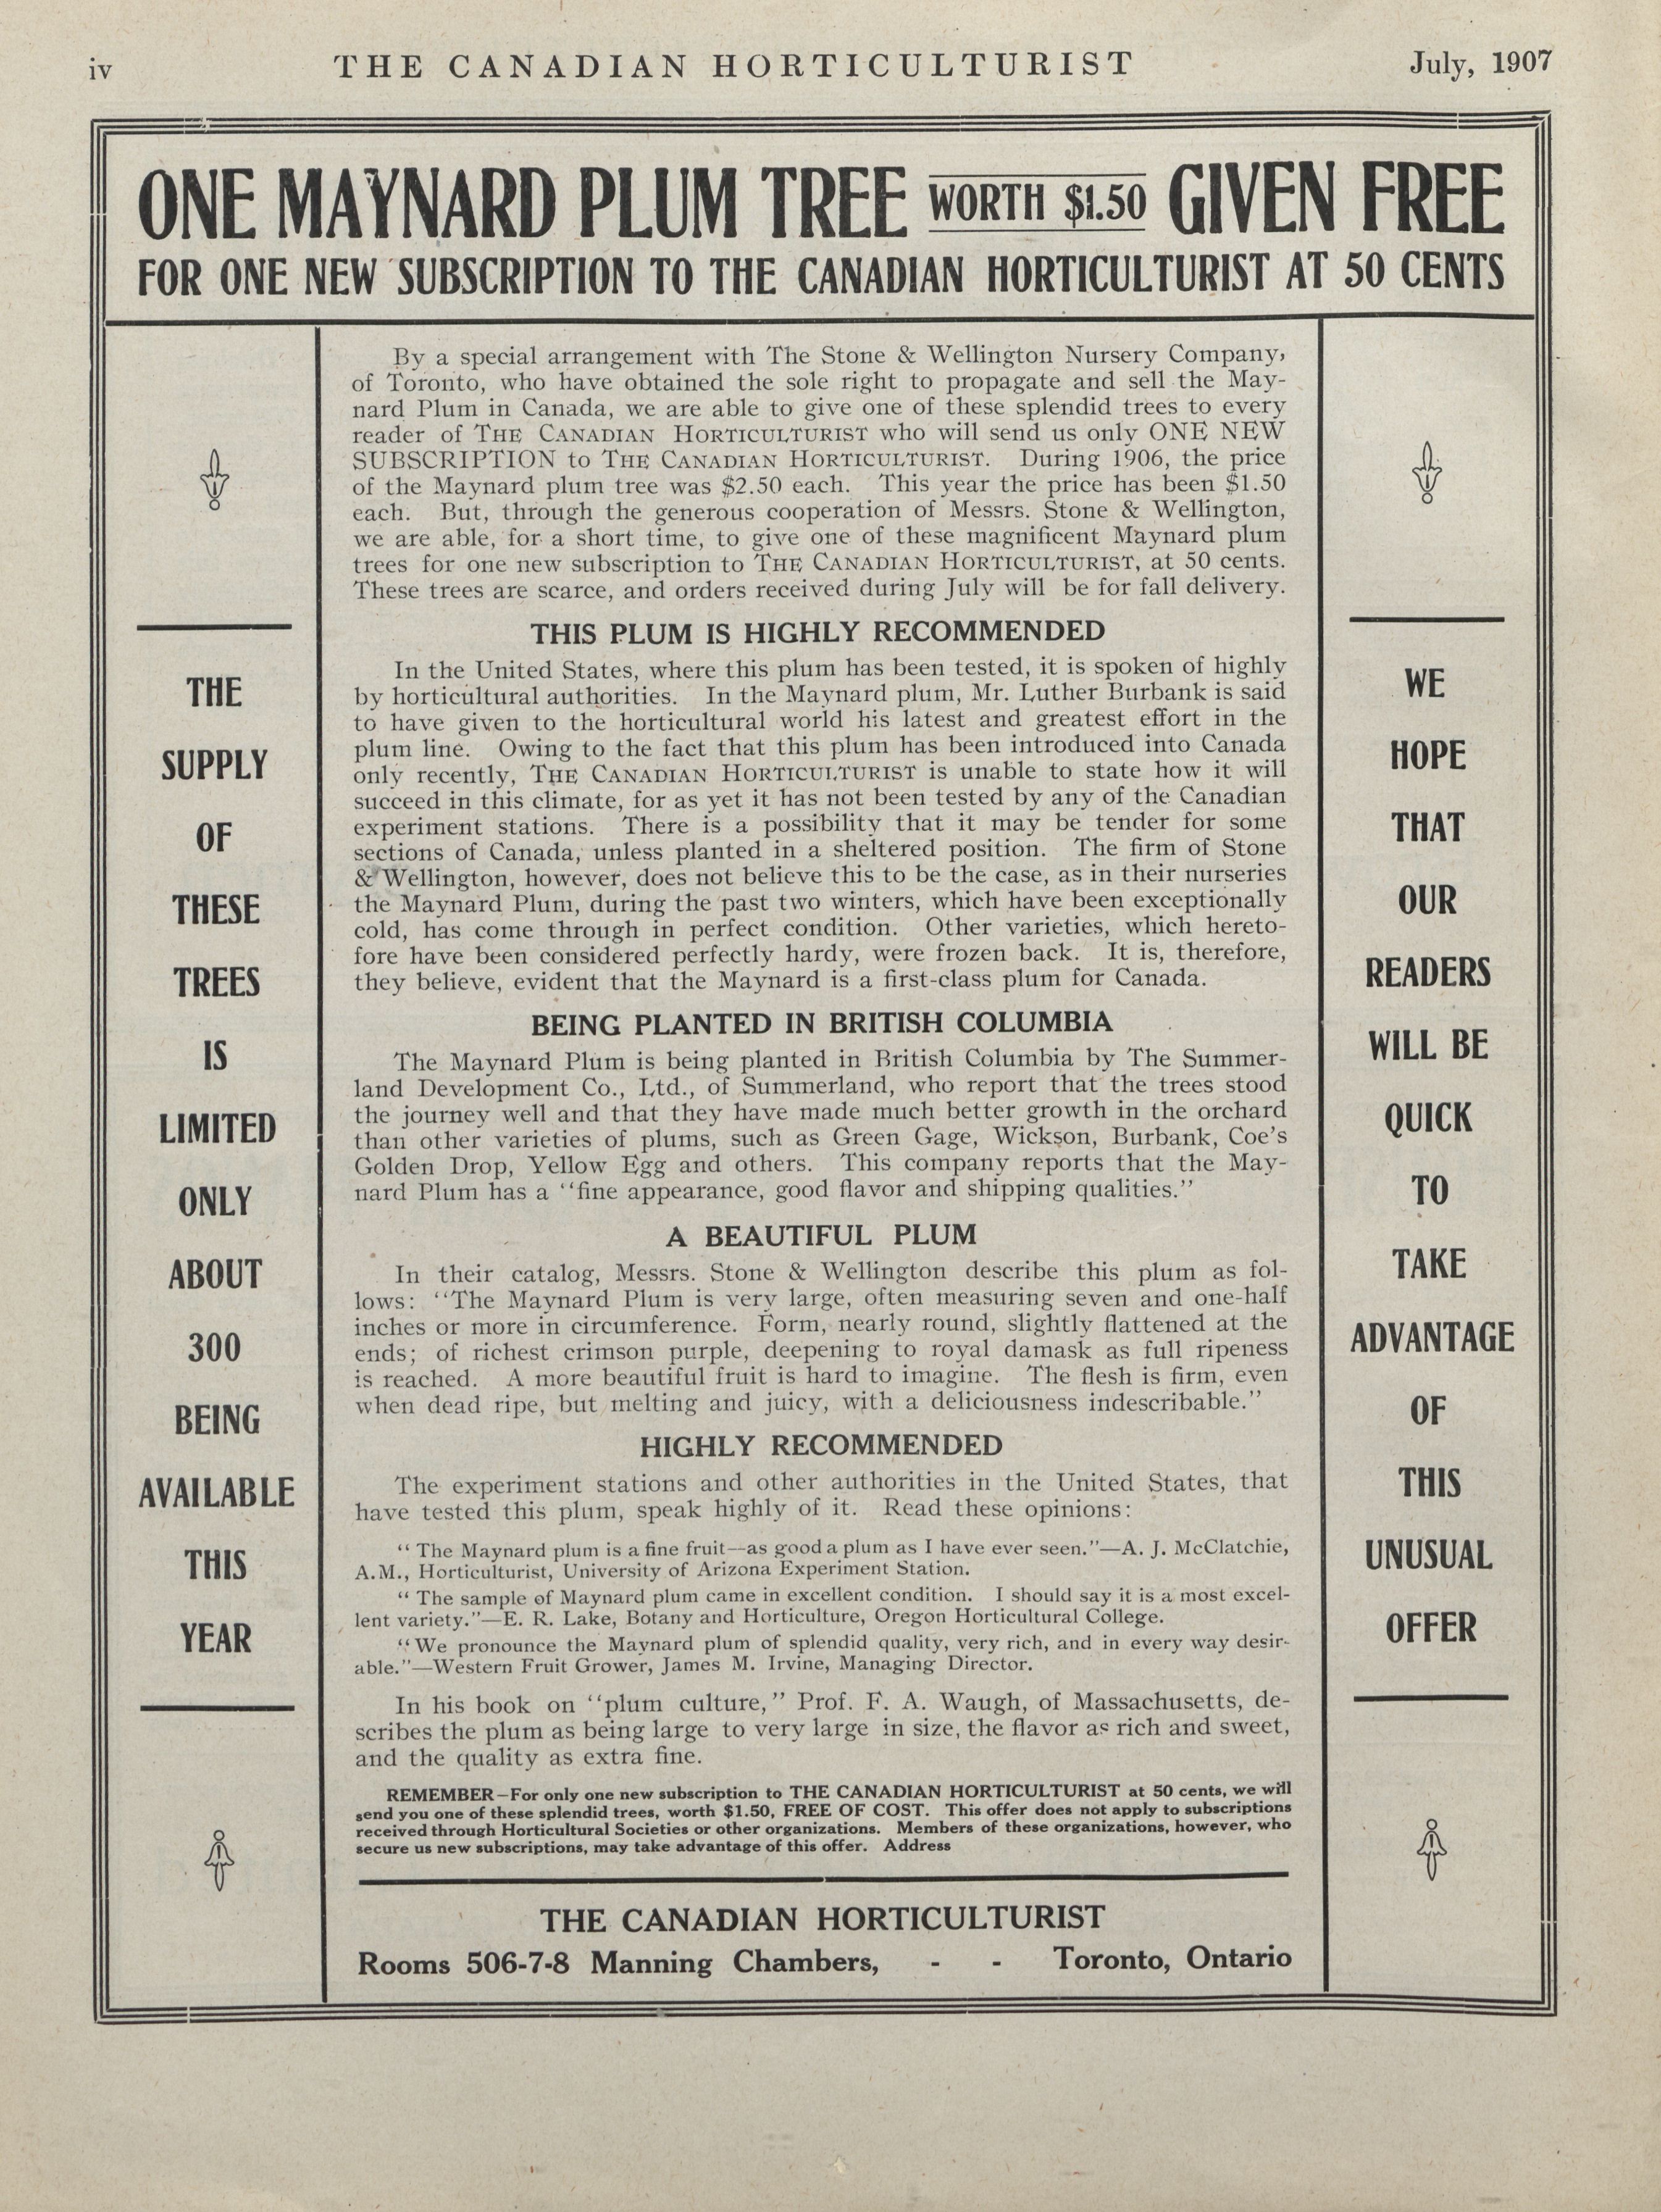 iv
THE CANADIAN HORTICULTURIST
July, 1907
ONE MAYNARD PLUM TREE WORTH $1.50 GIVEN FREE
FOR ONE NEW SUBSCRIPTION TO THE CANADIAN HORTICULTURIST AT 50 CENTS
THE
SUPPLY
OF
THESE
TREES
IS
LIMITED
ONLY
ABOUT
300
BEING
AVAILABLE
THIS
YEAR
By a special arrangement with The Stone & Wellington Nursery Company,
of Toronto, who have obtained the sole right to propagate and sell the May-
nard Plum in Canada, we are able to give one of these splendid trees to every
reader of THE CANADIAN HORTICULTURIST who will send us only ONE NEW
SUBSCRIPTION to THE CANADIAN HORTICULTURIST. During 1906, the price
of the Maynard plum tree was $2.50 each. This year the price has been $1.50
each. But, through the generous cooperation of Messrs. Stone & Wellington,
we are able, for a short time, to give one of these magnificent Maynard plum
trees for one new subscription to THE CANADIAN HORTICULTURIST, at 50 cents.
These trees are scarce, and orders received during July will be for fall delivery.
THIS PLUM IS HIGHLY RECOMMENDED
In the United States, where this plum has been tested, it is spoken of highly
by horticultural authorities. In the Maynard plum, Mr. Luther Burbank is said
to have given to the horticultural world his latest and greatest effort in the
plum line. Owing to the fact that this plum has been introduced into Canada
only recently, THE CANADIAN HORTICULTURIST is unable to state how it will
succeed in this climate, for as yet it has not been tested by any of the Canadian
experiment stations. There is a possibility that it may be tender for some
sections of Canada, unless planted in a sheltered position. The firm of Stone
& Wellington, however, does not believe this to be the case, as in their nurseries
the Maynard Plum, during the past two winters, which have been exceptionally
cold, has come through in perfect condition. Other varieties, which hereto-
fore have been considered perfectly hardy, were frozen back. It is, therefore,
they believe, evident that the Maynard is a first-class plum for Canada.
BEING PLANTED IN BRITISH COLUMBIA
The Maynard Plum is being planted in British Columbia by The Summer-
land Development Co., Ltd., of Summerland, who report that the trees stood
the journey well and that they have made much better growth in the orchard
than other varieties of plums, such as Green Gage, Wickson, Burbank, Coe's
Golden Drop, Yellow Egg and others. This company reports that the May-
nard Plum has a "fine appearance, good flavor and shipping qualities."
A BEAUTIFUL PLUM
In their catalog, Messrs. Stone & Wellington describe this plum as fol-
lows: "The Maynard Plum is very large, often measuring seven and one-half
inches or more in circumference. Form, nearly round, slightly flattened at the
ends; of richest crimson purple, deepening to royal damask as full ripeness
is reached. A more beautiful fruit is hard to imagine. The flesh is firm, even
when dead ripe, but melting and juicy, with a deliciousness indescribable."
HIGHLY RECOMMENDED
The experiment stations and other authorities in the United States, that
have tested this plum, speak highly of it. Read these opinions:
"The Maynard plum is a fine fruit—as good a plum as I have ever seen."—A. J. McClatchie,
A.M., Horticulturist, University of Arizona Experiment Station.
"The sample of Maynard plum came in excellent condition. I should say it is a most excel-
lent variety."—E. R. Lake, Botany and Horticulture, Oregon Horticultural College.
"We pronounce the Maynard plum of splendid quality, very rich, and in every way desir-
able."—Western Fruit Grower, James M. Irvine, Managing Director.
In his book on "plum culture," Prof. F. A. Waugh, of Massachusetts, de-
scribes the plum as being large to very large in size, the flavor as rich and sweet,
and the quality as extra fine.
REMEMBER—For only one new subscription to THE CANADIAN HORTICULTURIST at 50 cents, we will
send you one of these splendid trees, worth $1.50, FREE OF COST. This offer does not apply to subscriptions
received through Horticultural Societies or other organizations. Members of these organizations, however, who
secure us new subscriptions, may take advantage of this offer. Address
THE CANADIAN HORTICULTURIST
Rooms 506-7-8 Manning Chambers, - - Toronto, Ontario
WE
HOPE
THAT
OUR
READERS
WILL BE
QUICK
TO
TAKE
ADVANTAGE
OF
THIS
UNUSUAL
OFFER